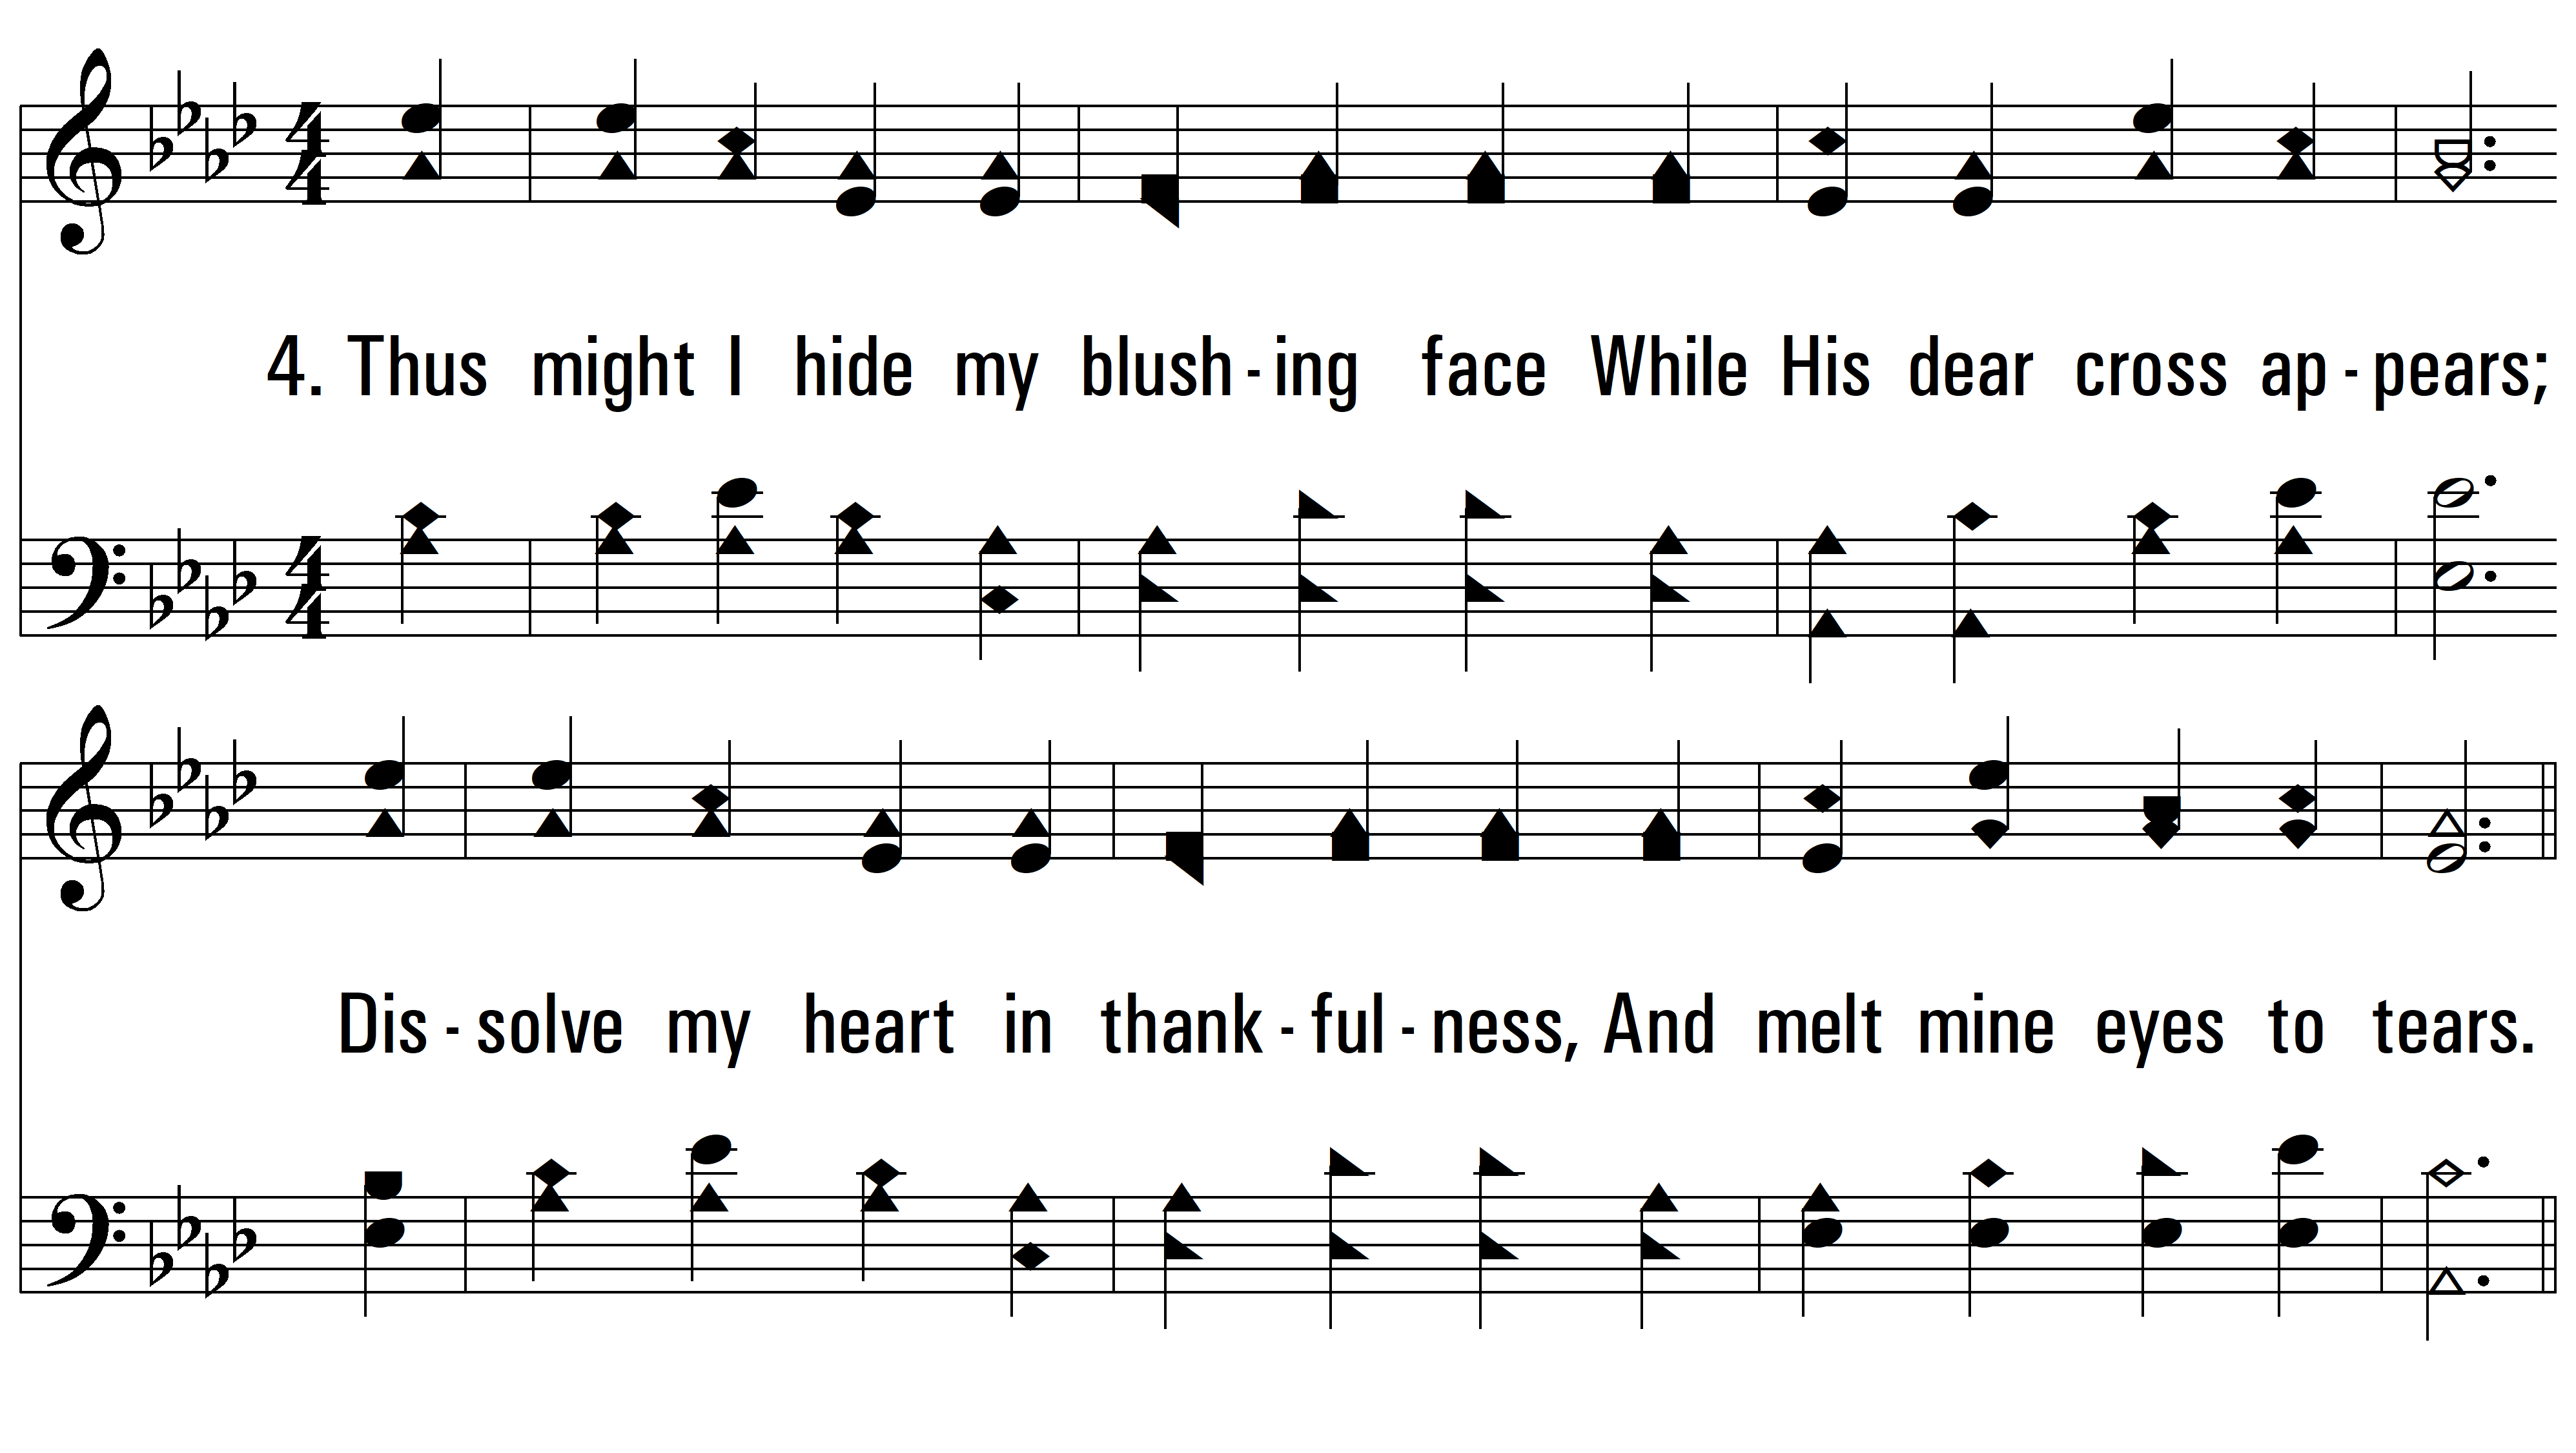 4. Thus might I hide my blush - ing face While His dear cross ap - pears;
Dis - solve my heart in thank - ful - ness, And melt mine eyes to tears.